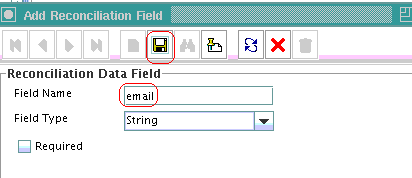 Add Reconciliation Field
Reconciliation Data Field
Field Name email
Field Type String
Required